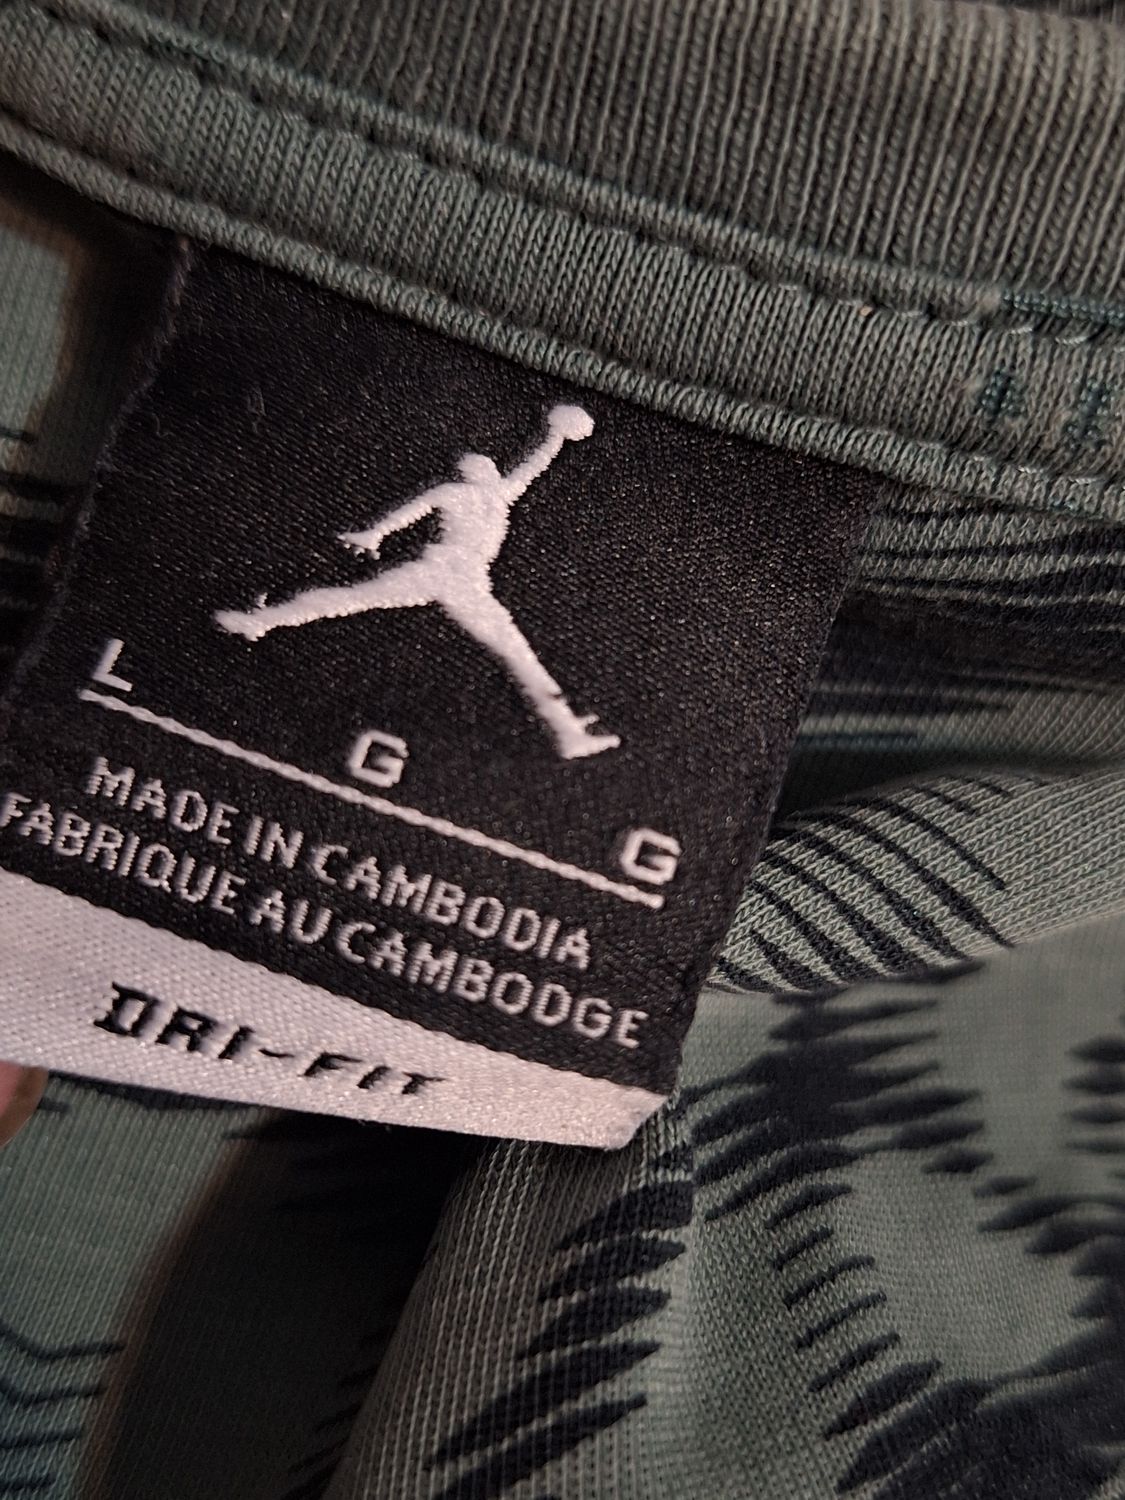 L G G
MADE IN CAMBODIA
FABRIQUE AU CAMBODGE
DRI-FIT